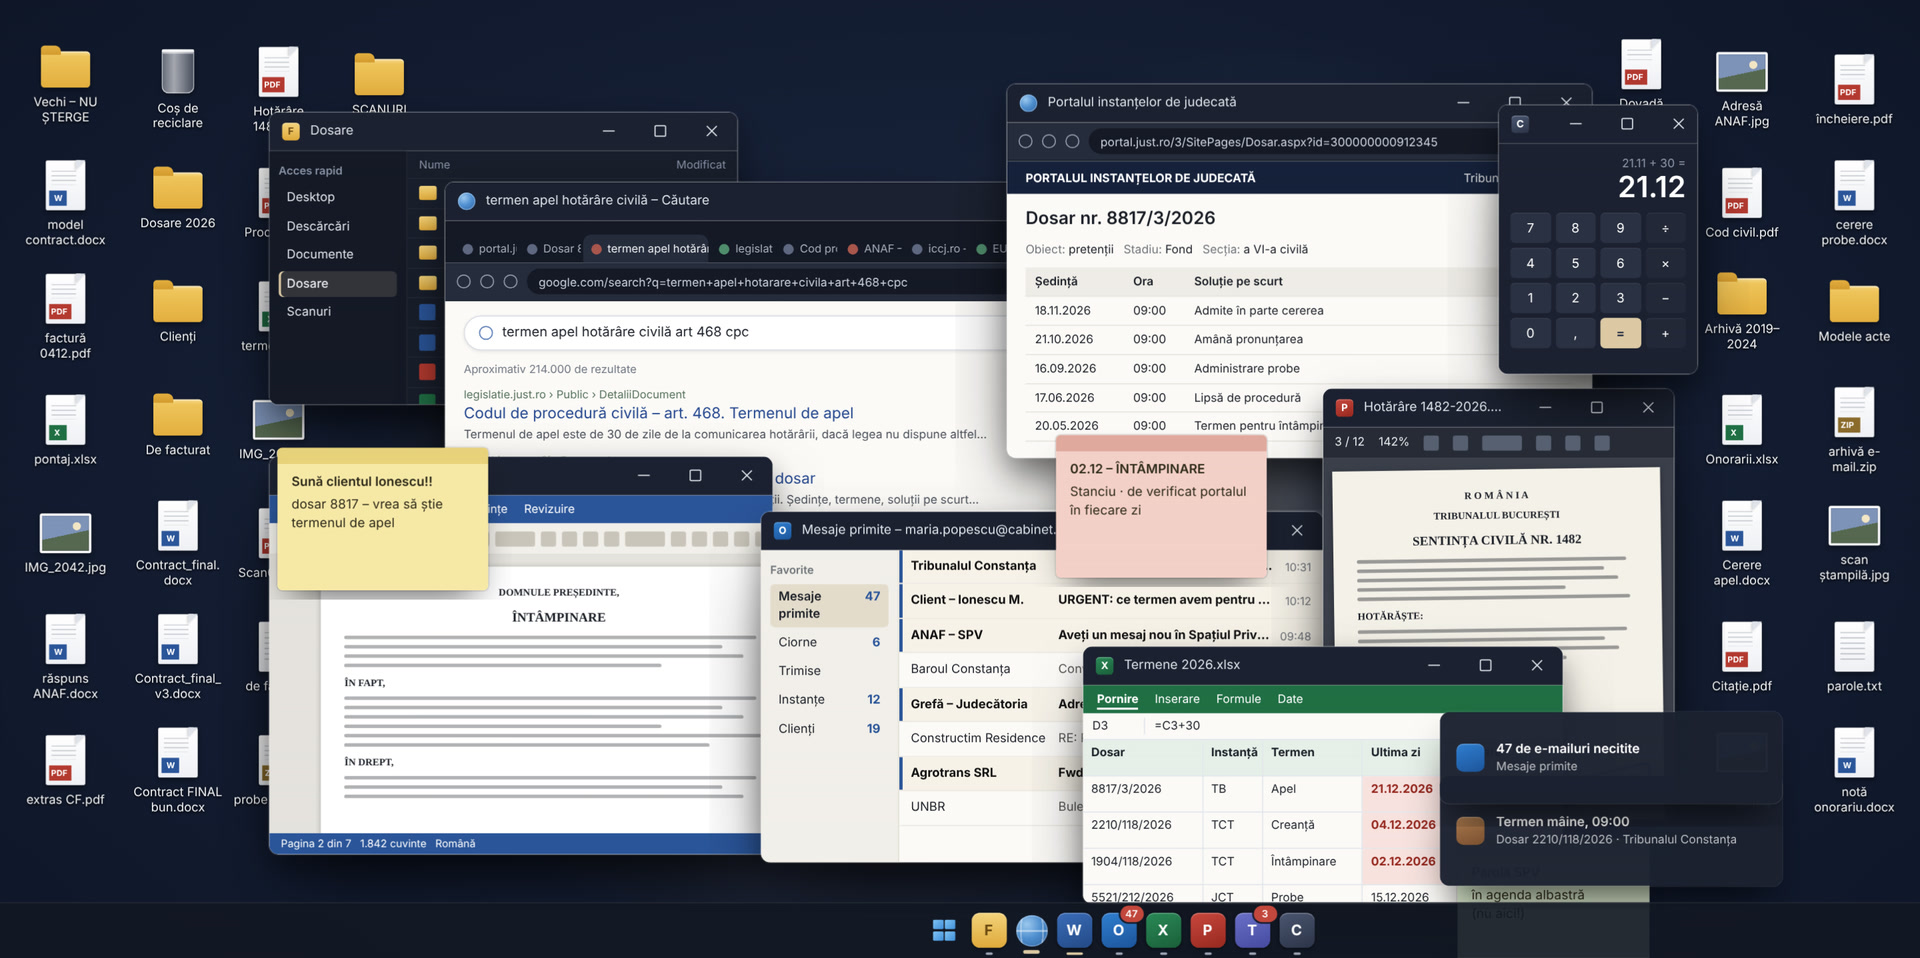 Vechi – NU
ȘTERGE
Coș de
reciclare
PDF
Hotărâre
SCANURI
W
model
contract.docx
Dosare 2026
PDF
factură
0412.pdf
Clienți
X
pontaj.xlsx
De facturat
IMG_2042.jpg
W
Contract_final.
docx
W
răspuns
ANAF.docx
W
Contract_final_
v3.docx
PDF
extras CF.pdf
W
Contract FINAL
bun.docx
F Dosare
Acces rapid
Desktop
Descărcări
Documente
Dosare
Scanuri
Nume Modificat
termen apel hotărâre civilă – Căutare
portal.j Dosar termen apel hotărâr legislat Cod pr ANAF - iccj.ro - EU
google.com/search?q=termen+apel+hotarare+civila+art+468+cpc
termen apel hotărâre civilă art 468 cpc
Aproximativ 214.000 de rezultate
legislatie.just.ro › Public › DetaliiDocument
Codul de procedură civilă – art. 468. Termenul de apel
Termenul de apel este de 30 de zile de la comunicarea hotărârii, dacă legea nu dispune altfel...
dosar
Ședințe, termene, soluții pe scurt...
Portalul instanțelor de judecată
portal.just.ro/3/SitePages/Dosar.aspx?id=300000000912345
PORTALUL INSTANȚELOR DE JUDECATĂ Tribun
Dosar nr. 8817/3/2026
Obiect: pretenții Stadiu: Fond Secția: a VI-a civilă
Ședință Ora Soluție pe scurt
18.11.2026 09:00 Admite în parte cererea
21.10.2026 09:00 Amână pronunțarea
16.09.2026 09:00 Administrare probe
17.06.2026 09:00 Lipsă de procedură
20.05.2026 09:00 Termen pentru întâmpin
C
21.11 + 30 =
21.12
7 8 9 ÷
4 5 6 ×
1 2 3 −
0 , = +
PDF
Dovadă
Adresă
ANAF.jpg
PDF
încheiere.pdf
PDF
Cod civil.pdf
W
cerere
probe.docx
Arhivă 2019–
2024
Modele acte
X
Onorarii.xlsx
ZIP
arhivă e-
mail.zip
W
Cerere
apel.docx
scan
ștampilă.jpg
PDF
Citație.pdf
parole.txt
W
notă
onorariu.docx
Sună clientul Ionescu!!
dosar 8817 – vrea să știe
termenul de apel
Revizuire
DOMNULE PREȘEDINTE,
ÎNTÂMPINARE
ÎN FAPT,
ÎN DREPT,
Pagina 2 din 7 1.842 cuvinte Română
02.12 – ÎNTÂMPINARE
Stanciu · de verificat portalul
în fiecare zi
P Hotărâre 1482-2026....
3 / 12 142%
ROMÂNIA
TRIBUNALUL BUCUREȘTI
SENTINȚA CIVILĂ NR. 1482
HOTĂRĂȘTE:
O Mesaje primite – maria.popescu@cabinet.
Favorite
Mesaje
primite 47
Ciorne 6
Trimise
Instanțe 12
Clienți 19
Tribunalul Constanța 10:31
Client – Ionescu M. URGENT: ce termen avem pentru ... 10:12
ANAF – SPV Aveți un mesaj nou în Spațiul Priv... 09:48
Baroul Constanța
Grefă – Judecătoria
Constructim Residence RE:
Agrotrans SRL Fwd
UNBR
X Termene 2026.xlsx
Pornire Inserare Formule Date
D3 =C3+30
Dosar Instanță Termen Ultima zi
8817/3/2026 TB Apel 21.12.2026
2210/118/2026 TCT Creanță 04.12.2026
1904/118/2026 TCT Întâmpinare 02.12.2026
5521/212/2026 JCT Probe 15.12.2026
47 de e-mailuri necitite
Mesaje primite
Termen mâine, 09:00
Dosar 2210/118/2026 · Tribunalul Constanța
Parola SPV
în agenda albastră
(nu aici!)
F W O 47 X P T 3 C